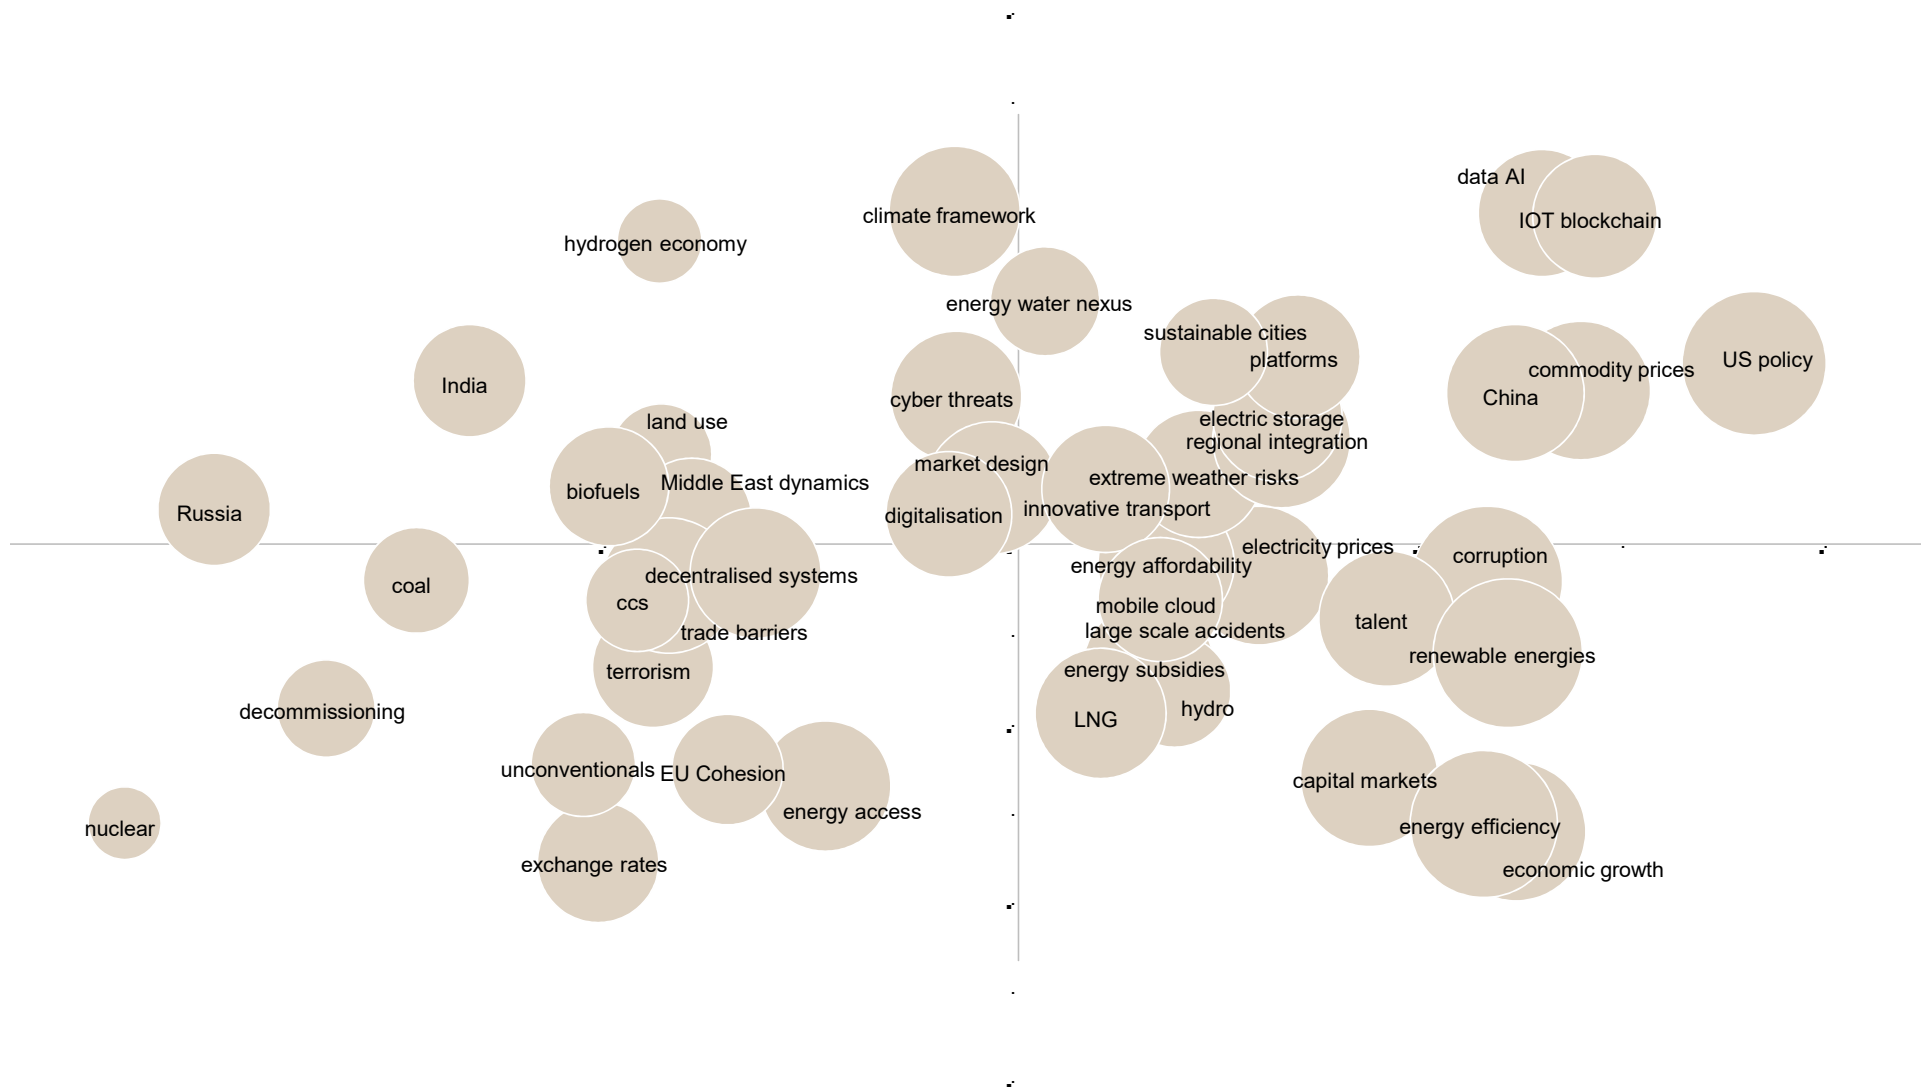 data AI
climate framework
IOT blockchain
hydrogen economy
energy water nexus
sustainable cities
platforms
US policy
commodity prices
India
China
cyber threats
land use
electric storage
regional integration
market design
extreme weather risks
Middle East dynamics
biofuels
innovative transport
Russia
digitalisation
electricity prices
corruption
energy affordability
decentralised systems
coal
ccs
mobile cloud
talent
large scale accidents
trade barriers
renewable energies
energy subsidies
terrorism
hydro
decommissioning
LNG
unconventionals
EU Cohesion
capital markets
energy access
energy efficiency
nuclear
exchange rates
economic growth